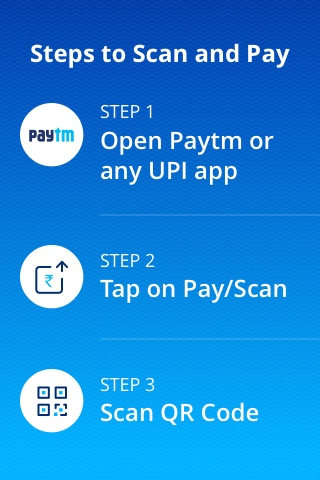 Steps to Scan and Pay
STEP 1
paytm
Open Paytm or
any UPI app
STEP 2
₹
Tap on Pay/Scan
STEP 3
Scan QR Code